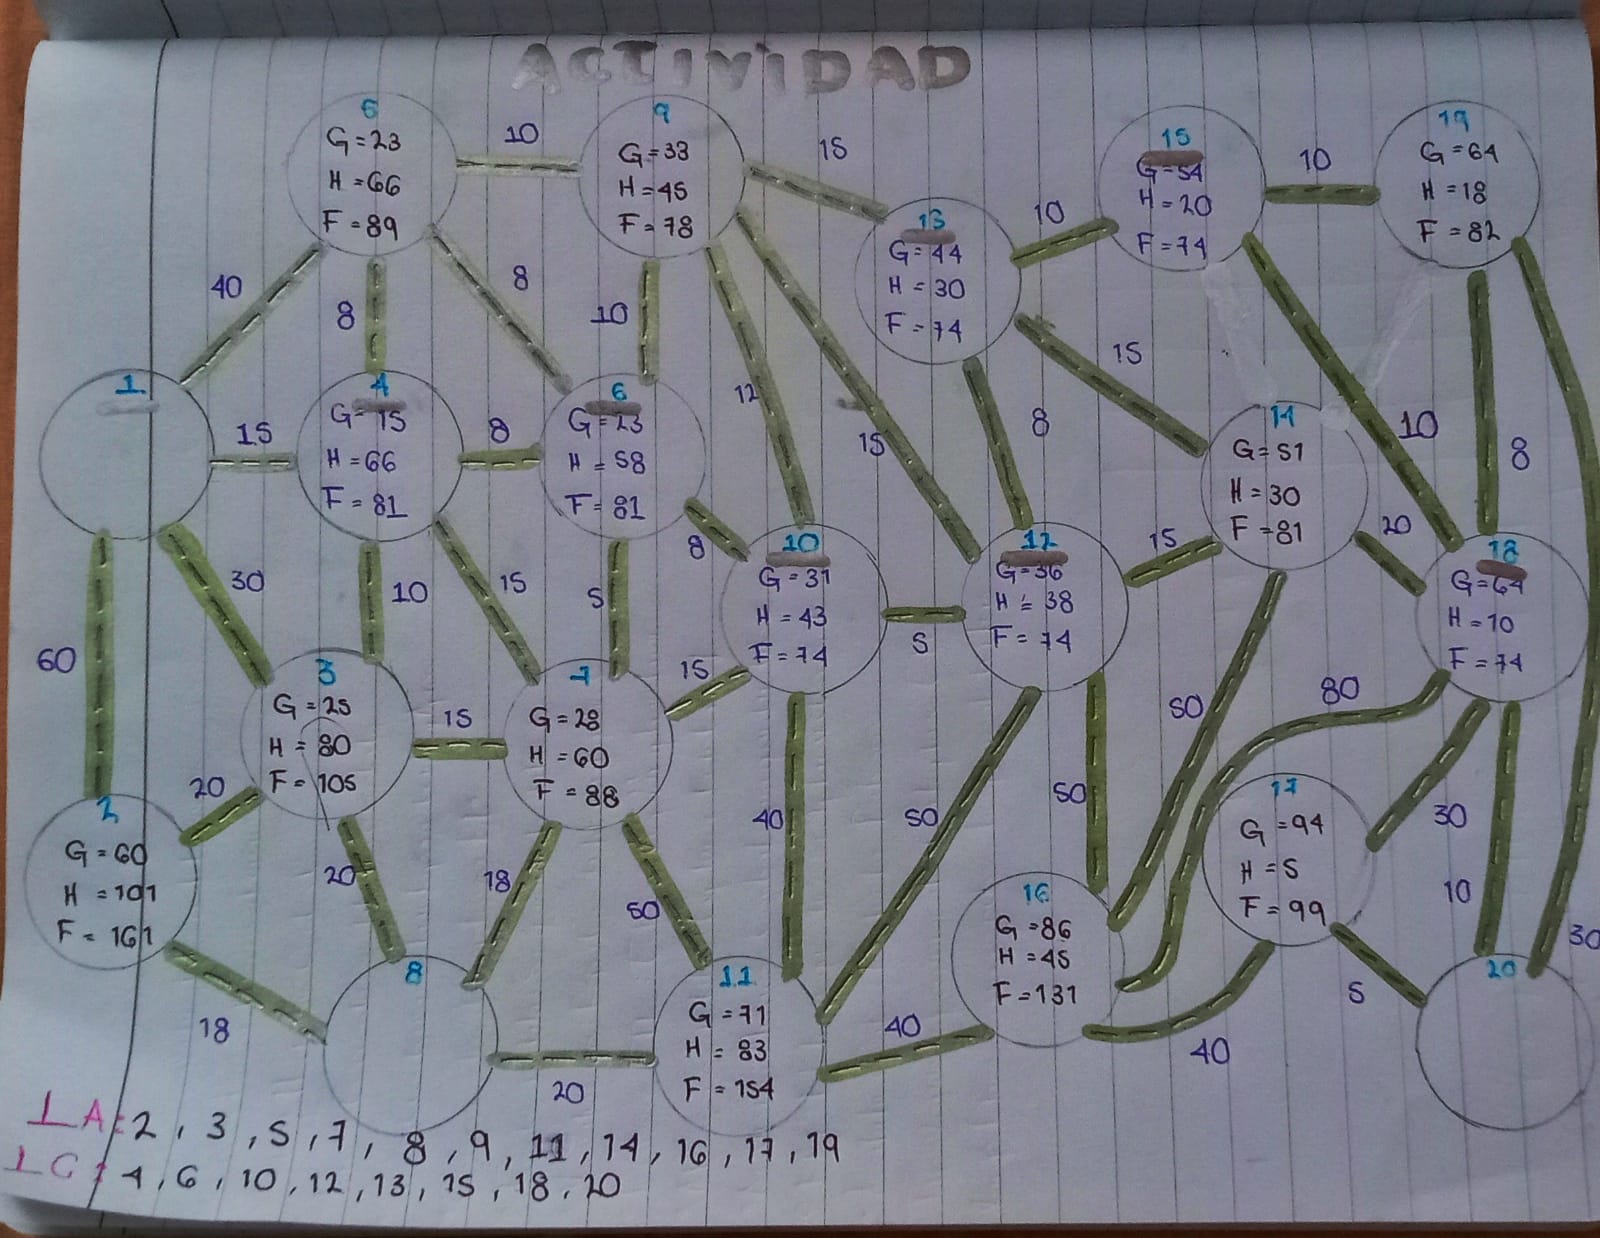 ACTIVIDAD
5
G=23
H=66
F=89
10
9
G=33
H=45
F=78
15
13
G=44
H=30
F=74
10
15
G=54
H=20
F=74
10
19
G=64
H=18
F=82
40
8
8
10
12
15
8
15
10
8
1
15
4
G=15
H=66
F=81
8
6
G=23
H=58
F=81
8
14
G=51
H=30
F=81
20
60
30
10
15
5
15
10
G=31
H=43
F=74
5
12
G=36
H=38
F=74
15
18
G=64
H=10
F=74
3
G=25
H=80
F=105
15
7
G=28
H=60
F=88
50
80
20
2
G=60
H=101
F=161
20
18
50
40
50
50
17
G=94
H=5
F=99
30
10
30
16
G=86
H=45
F=131
18
8
20
11
G=71
H=83
F=154
40
40
5
20
LA: 2, 3, 5, 7, 8, 9, 11, 14, 16, 17, 19
LC: 4, 6, 10, 12, 13, 15, 18, 20